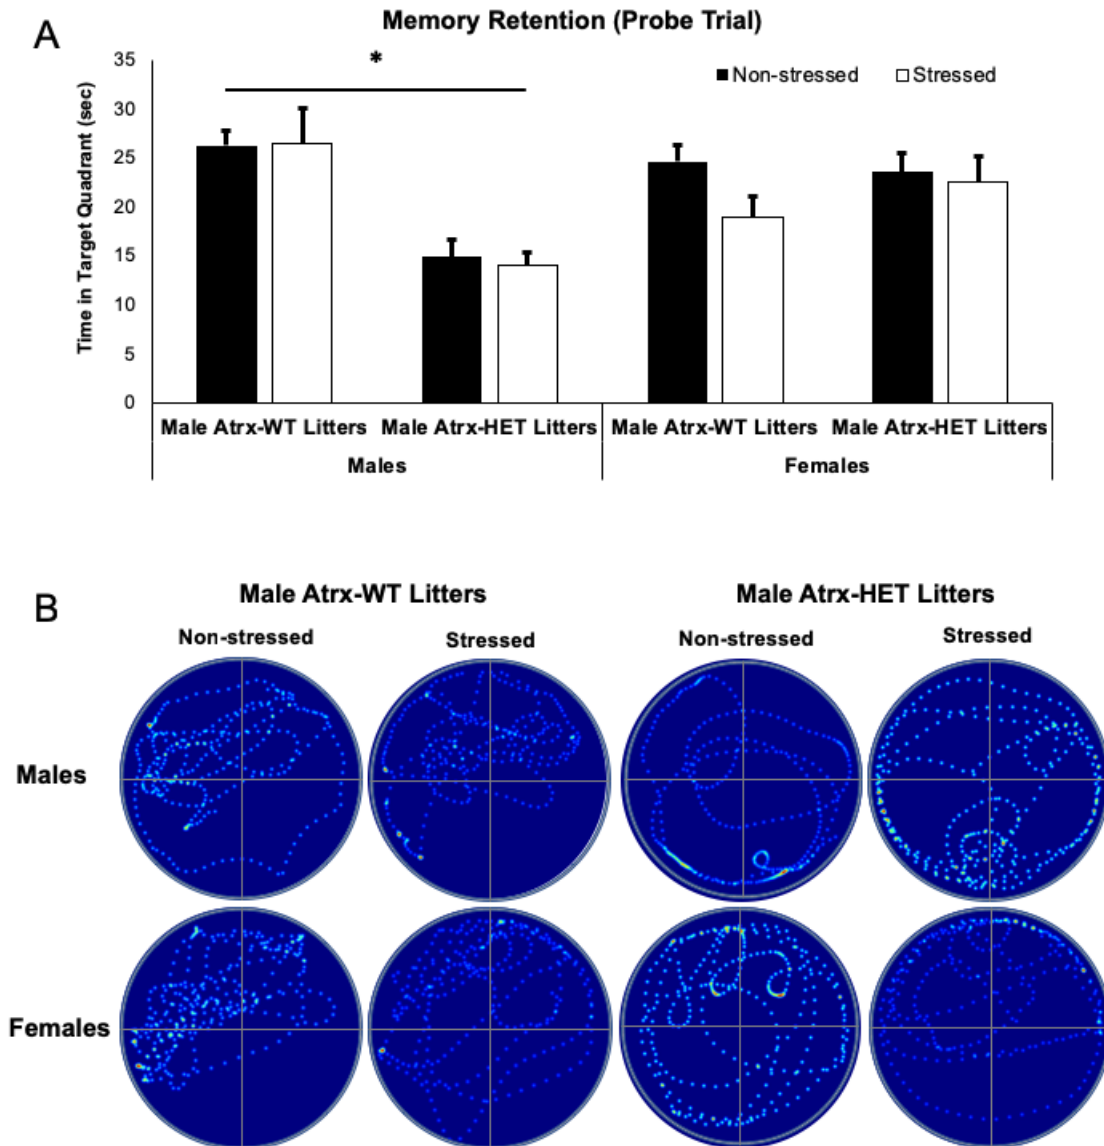 A
Memory Retention (Probe Trial)
*
Non-stressed
Stressed
Time in Target Quadrant (sec)
35
30
25
20
15
10
5
0
Male Atrx-WT Litters
Male Atrx-HET Litters
Male Atrx-WT Litters
Male Atrx-HET Litters
Males
Females
B
Male Atrx-WT Litters
Male Atrx-HET Litters
Non-stressed
Stressed
Non-stressed
Stressed
Males
Females